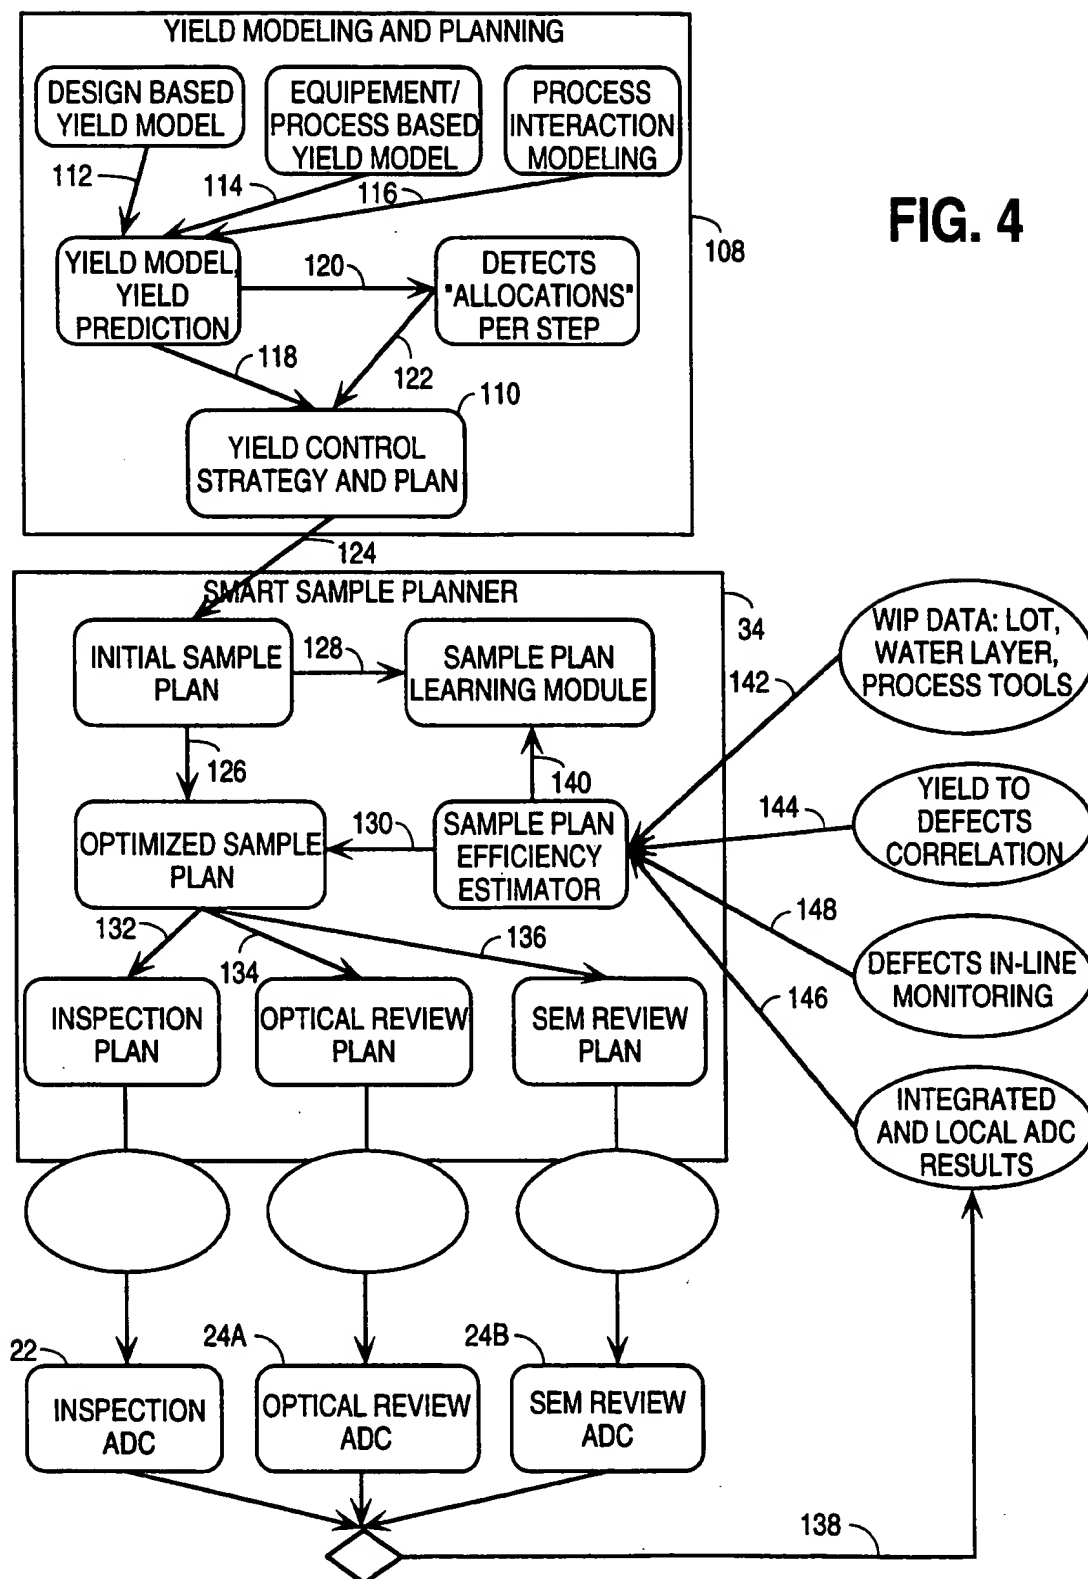 YIELD MODELING AND PLANNING
DESIGN BASED
YIELD MODEL
EQUIPEMENT/
PROCESS BASED
YIELD MODEL
PROCESS
INTERACTION
MODELING
112
114
116
FIG. 4
108
YIELD MODEL,
YIELD
PREDICTION
120
DETECTS
"ALLOCATIONS"
PER STEP
118
122
110
YIELD CONTROL
STRATEGY AND PLAN
124
SMART SAMPLE PLANNER
34
INITIAL SAMPLE
PLAN
128
SAMPLE PLAN
LEARNING MODULE
142
WIP DATA: LOT,
WATER LAYER,
PROCESS TOOLS
126
140
OPTIMIZED SAMPLE
PLAN
130
SAMPLE PLAN
EFFICIENCY
ESTIMATOR
144
YIELD TO
DEFECTS
CORRELATION
132
134
136
148
146
DEFECTS IN-LINE
MONITORING
INSPECTION
PLAN
OPTICAL REVIEW
PLAN
SEM REVIEW
PLAN
INTEGRATED
AND LOCAL ADC
RESULTS
22
24A
24B
INSPECTION
ADC
OPTICAL REVIEW
ADC
SEM REVIEW
ADC
138